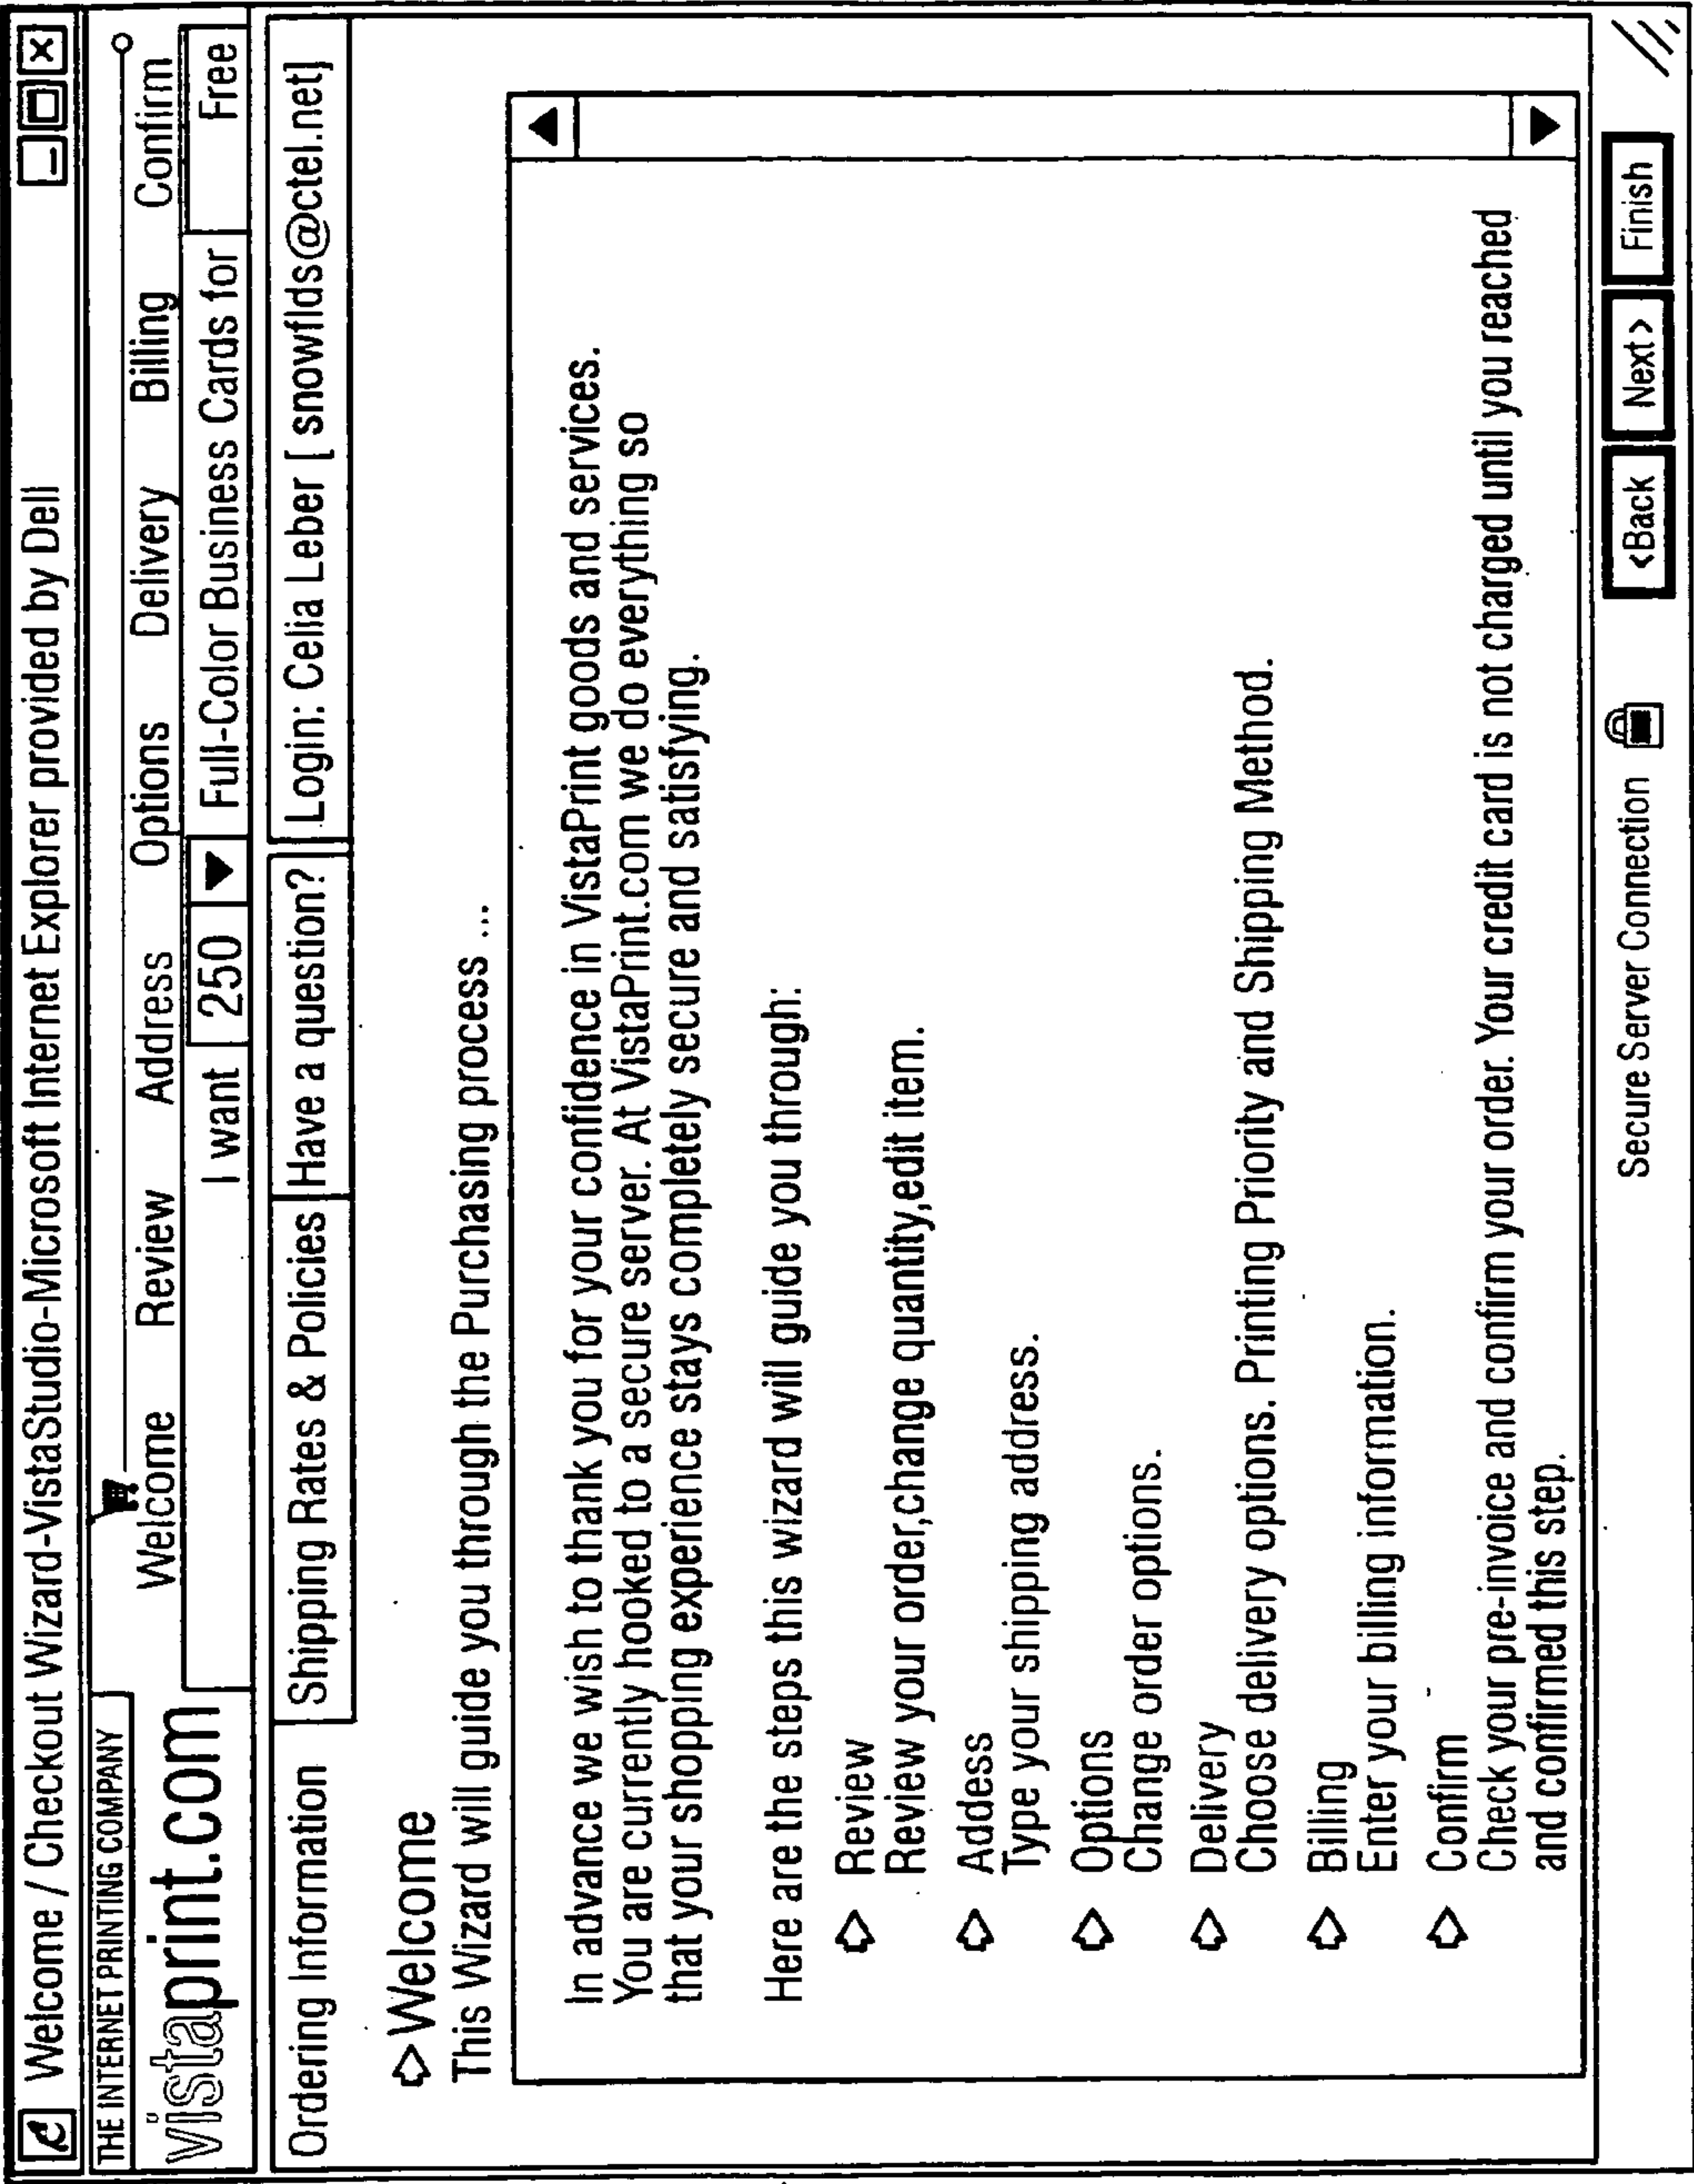 Welcome / Checkout Wizard-VistaStudio-Microsoft Internet Explorer provided by Dell
THE INTERNET PRINTING COMPANY
vistaprint.com
Welcome Review Address Options Delivery Billing Confirm
I want 250 Full-Color Business Cards for Free
Ordering Information Shipping Rates & Policies Have a question? Login: Celia Leber [ snowflds@ctel.net]
Welcome
This Wizard will guide you through the Purchasing process ...
In advance we wish to thank you for your confidence in VistaPrint goods and services.
You are currently hooked to a secure server. At VistaPrint.com we do everything so
that your shopping experience stays completely secure and satisfying.
Here are the steps this wizard will guide you through:
Review
Review your order,change quantity,edit item.
Addess
Type your shipping address.
Options
Change order options.
Delivery
Choose delivery options. Printing Priority and Shipping Method.
Billing
Enter your billing information.
Confirm
Check your pre-invoice and confirm your order. Your credit card is not charged until you reached
and confirmed this step.
Secure Server Connection <Back Next> Finish